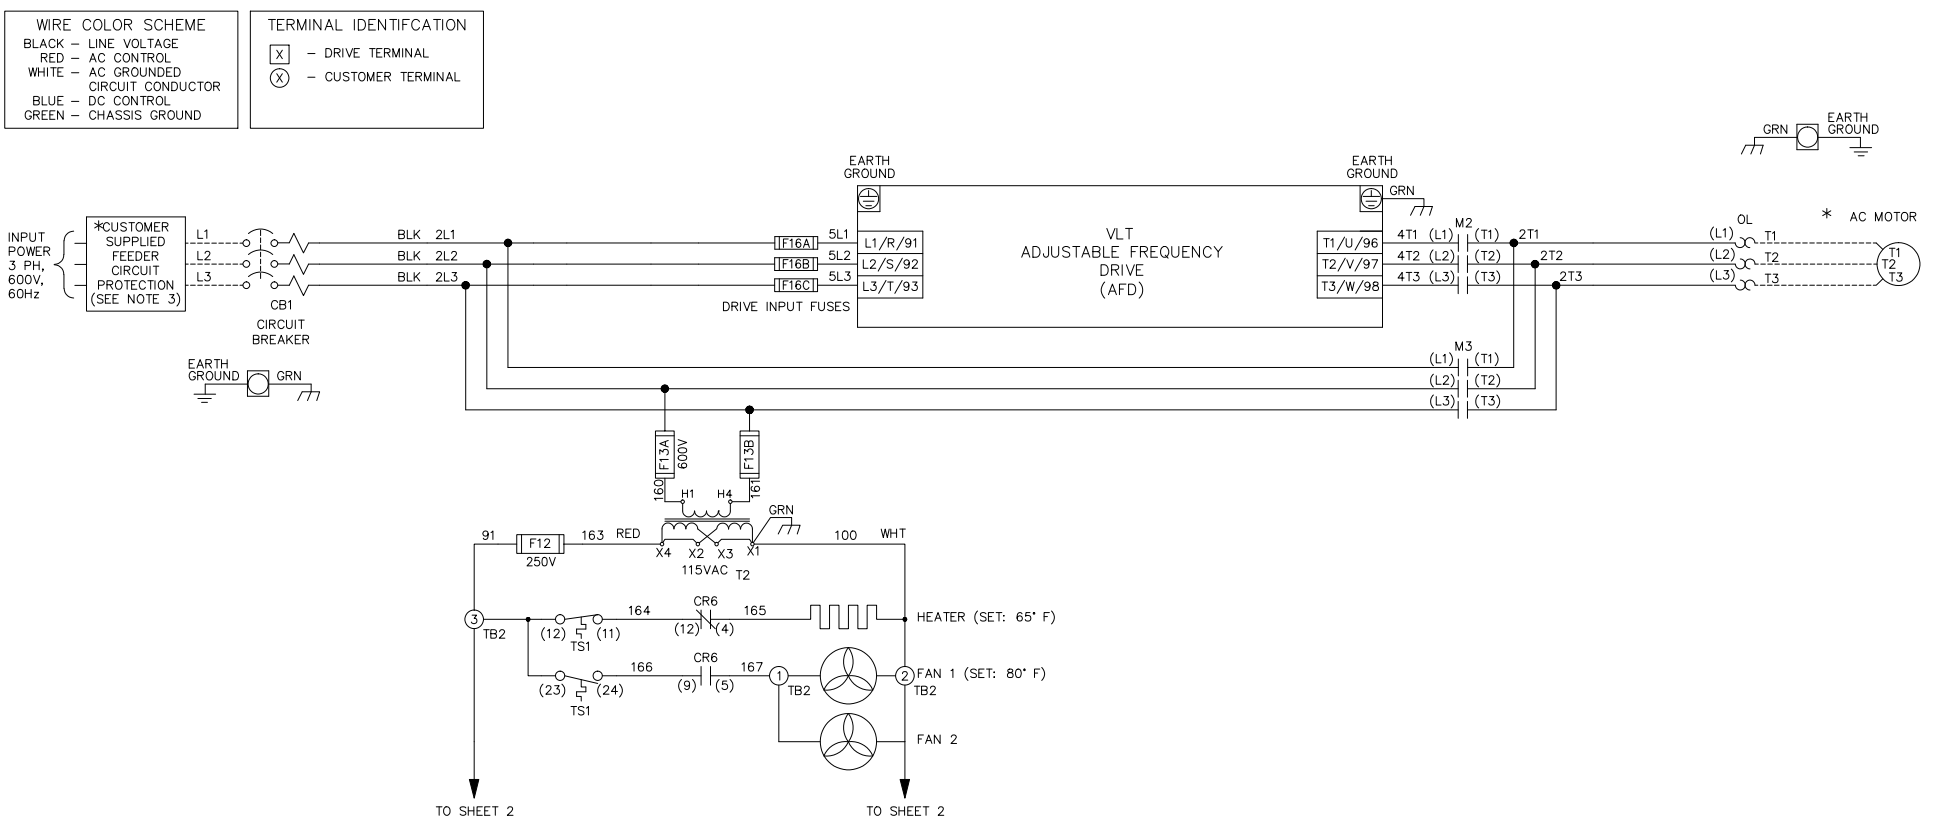 WIRE COLOR SCHEME
BLACK – LINE VOLTAGE
RED – AC CONTROL
WHITE – AC GROUNDED
CIRCUIT CONDUCTOR
BLUE – DC CONTROL
GREEN – CHASSIS GROUND
TERMINAL IDENTIFCATION
X – DRIVE TERMINAL
X – CUSTOMER TERMINAL
GRN
EARTH
GROUND
INPUT
POWER
3 PH,
600V,
60Hz
*CUSTOMER
SUPPLIED
FEEDER
CIRCUIT
PROTECTION
(SEE NOTE 3)
L1
L2
L3
CB1
CIRCUIT
BREAKER
BLK 2L1
BLK 2L2
BLK 2L3
F16A
F16B
F16C
5L1
5L2
5L3
DRIVE INPUT FUSES
EARTH
GROUND
L1/R/91
L2/S/92
L3/T/93
VLT
ADJUSTABLE FREQUENCY
DRIVE
(AFD)
EARTH
GROUND
GRN
T1/U/96
T2/V/97
T3/W/98
4T1 (L1) M2 (T1) 2T1
4T2 (L2) (T2) 2T2
4T3 (L3) (T3) 2T3
OL
(L1) T1
(L2) T2
(L3) T3
* AC MOTOR
T1
T2
T3
EARTH
GROUND
GRN
M3
(L1) (T1)
(L2) (T2)
(L3) (T3)
F13A
600V
F13B
160
161
H1 H4
GRN
91
F12
250V
163 RED
X4 X2 X3 X1
115VAC T2
100 WHT
3
TB2
(12) (11)
TS1
164
CR6
(12) (4)
165
HEATER (SET: 65° F)
(23) (24)
TS1
166
CR6
(9) (5)
167
1
TB2
2
TB2
FAN 1 (SET: 80° F)
FAN 2
TO SHEET 2
TO SHEET 2